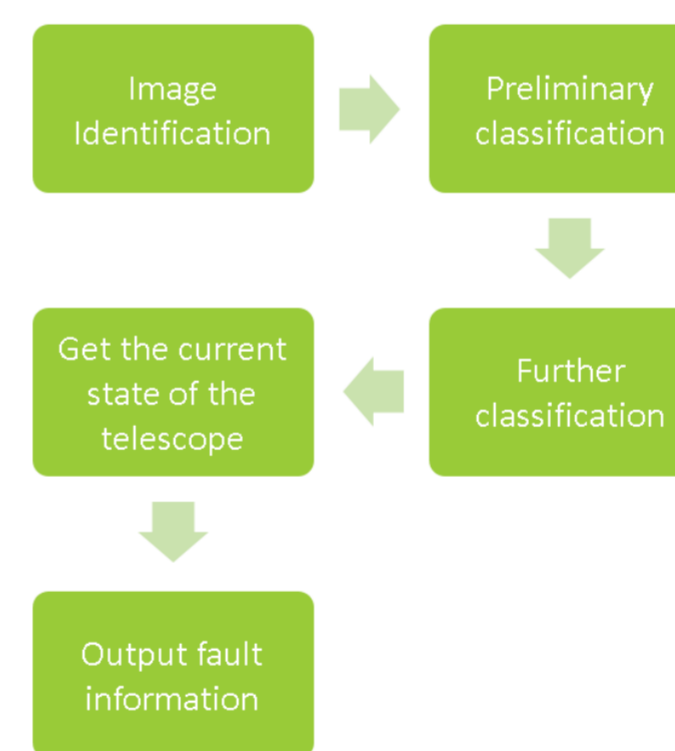 Image
Identification
Preliminary
classification
Further
classification
Get the current
state of the
telescope
Output fault
information